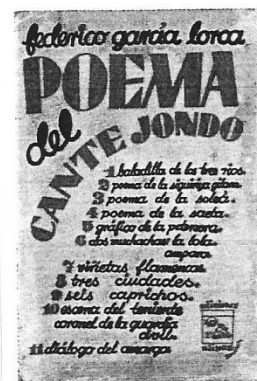 federico garcía lorca
POEMA
del
CANTE JONDO
1 baladilla de los tres ríos.
2 poema de la siguiriya gitana.
3 poema de la soleá.
4 poema de la saeta.
5 gráfico de la petenera.
6 dos muchachas: la lola.
amparo.
7 viñetas flamencas.
8 tres ciudades.
9 seis caprichos.
10 escena del teniente
coronel de la guardia
civil.
11 diálogo del amargo.